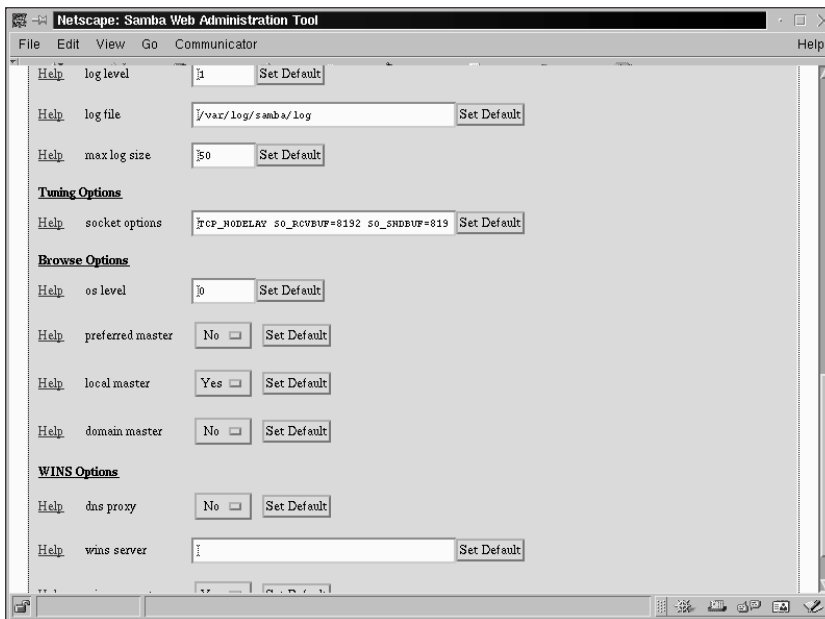 Netscape: Samba Web Administration Tool
File Edit View Go Communicator Help
Help log level 1 Set Default
Help log file /var/log/samba/log Set Default
Help max log size 50 Set Default
Tuning Options
Help socket options TCP_NODELAY SO_RCVBUF=8192 SO_SNDBUF=819 Set Default
Browse Options
Help os level 0 Set Default
Help preferred master No Set Default
Help local master Yes Set Default
Help domain master No Set Default
WINS Options
Help dns proxy No Set Default
Help wins server Set Default